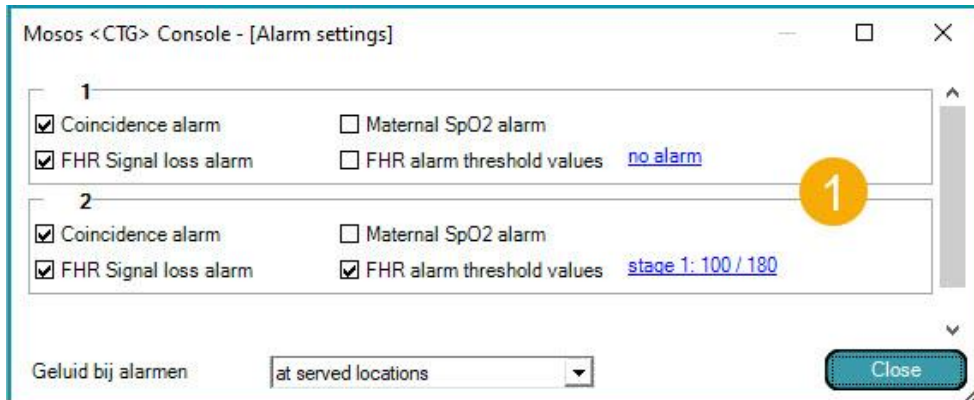 Mosos <CTG> Console - [Alarm settings]
1
Coincidence alarm Maternal SpO2 alarm
FHR Signal loss alarm FHR alarm threshold values no alarm
1
2
Coincidence alarm Maternal SpO2 alarm
FHR Signal loss alarm FHR alarm threshold values stage 1: 100 / 180
Geluid bij alarmen at served locations Close